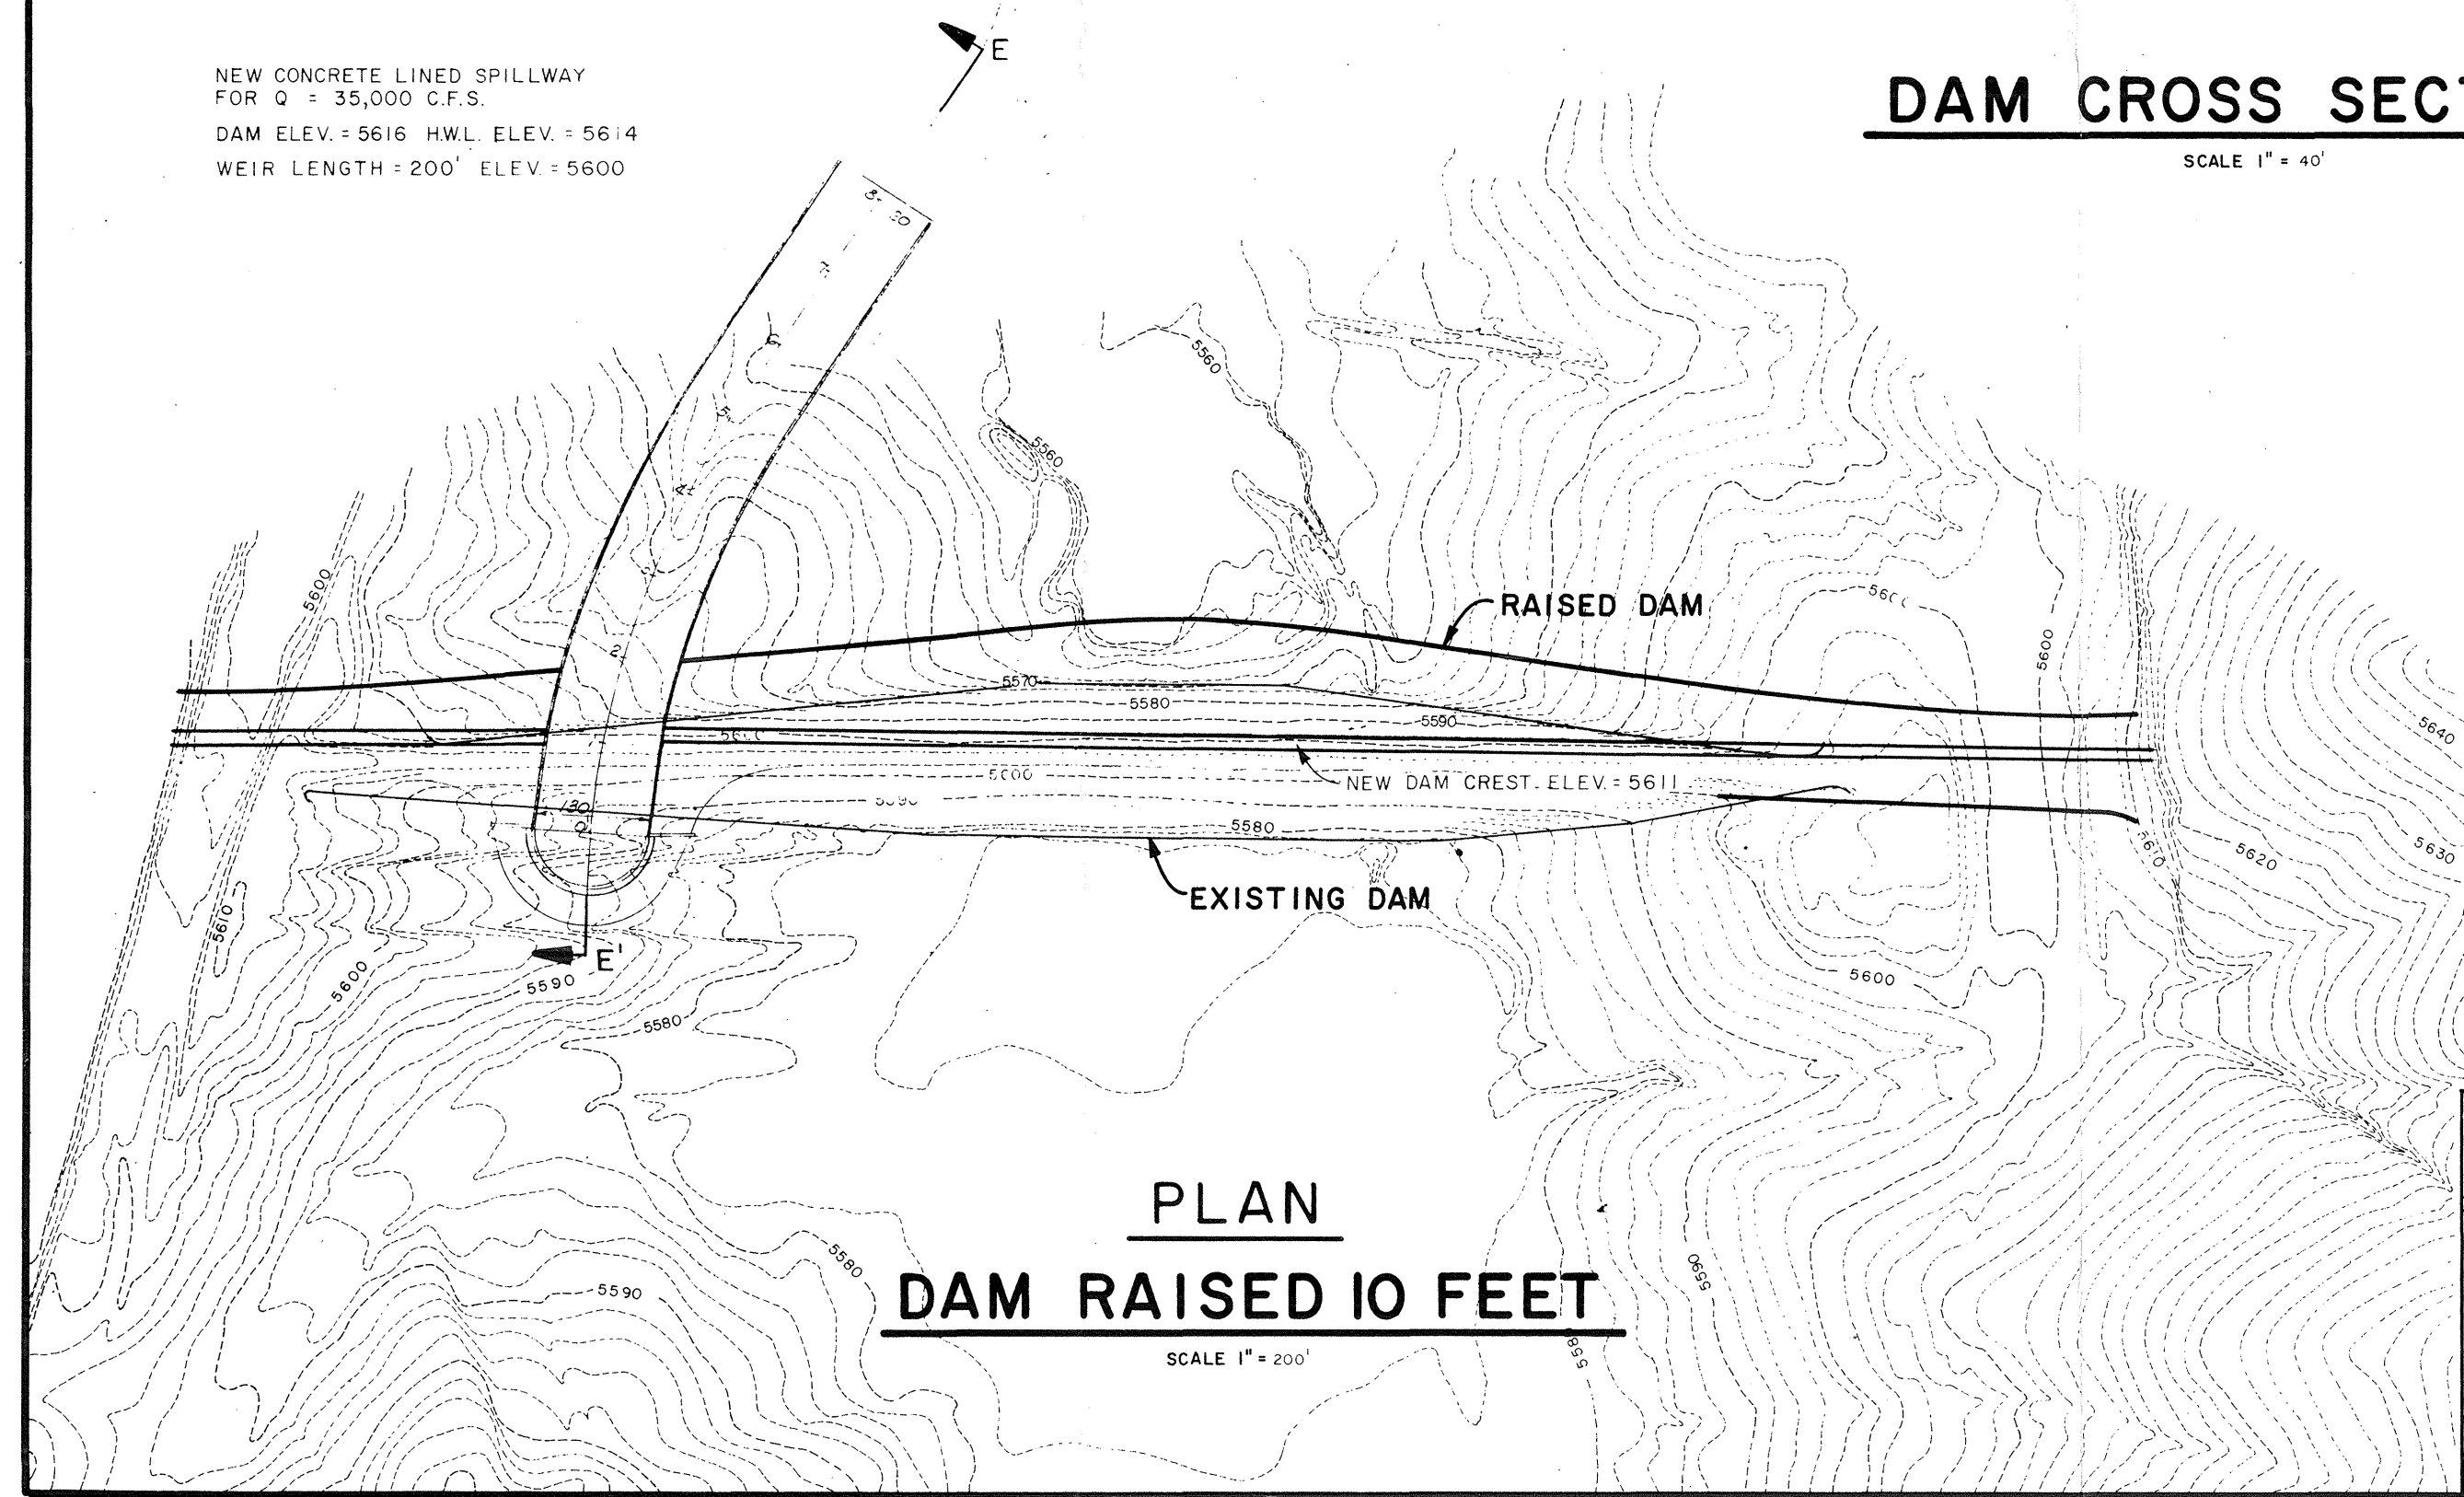 NEW CONCRETE LINED SPILLWAY
FOR Q = 35,000 C.F.S.
DAM ELEV. = 5616 H.W.L. ELEV. = 5614
WEIR LENGTH = 200' ELEV. = 5600
E
DAM CROSS
SCALE 1" = 40'
5560
5560
5600
RAISED DAM
5600
5570
5580
5590
5640
5600
NEW DAM CREST. ELEV. = 5611
130
5580
5610
5620
5630
EXISTING DAM
5610
E'
5600
5590
5600
5580
PLAN
5580
5590
5590
DAM RAISED 10 FEET
SCALE 1" = 200'